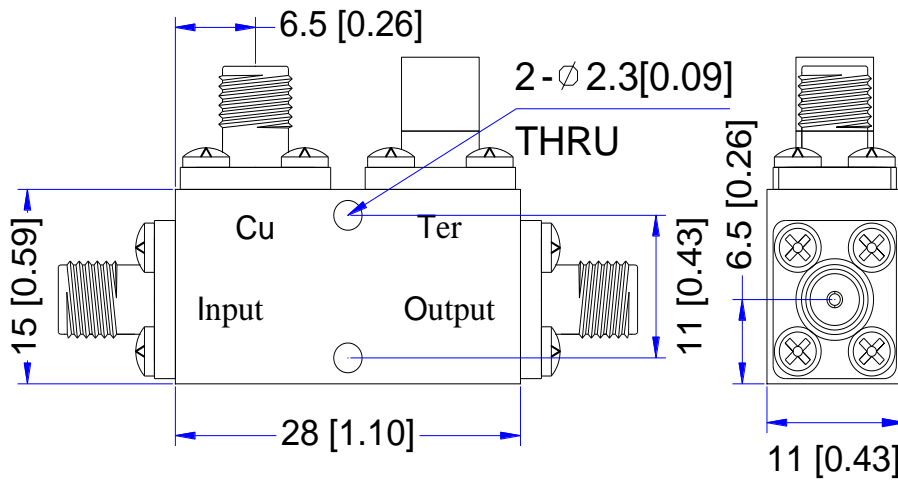 6.5 [0.26]
2-⌀ 2.3[0.09]
THRU
Cu
Ter
Input
Output
15 [0.59]
11 [0.43]
28 [1.10]
6.5 [0.26]
11 [0.43]